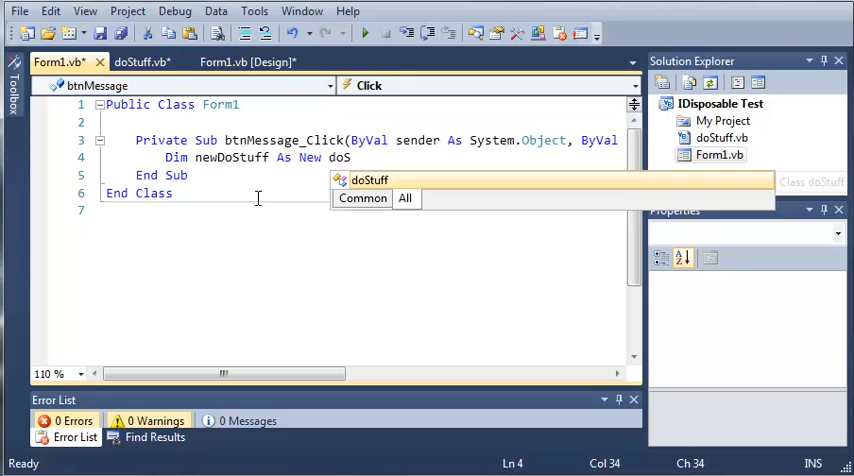 File Edit View Project Debug Data Tools Window Help
Form1.vb* doStuff.vb* Form1.vb [Design]*
Toolbox
btnMessage Click
1 Public Class Form1
2
3 Private Sub btnMessage_Click(ByVal sender As System.Object, ByVal
4 Dim newDoStuff As New doS
5 End Sub
6 End Class
7
doStuff
Common All
Class doStuff
110 %
Solution Explorer
IDisposable Test
My Project
doStuff.vb
Form1.vb
Properties
Error List
0 Errors 0 Warnings 0 Messages
Error List Find Results
Ready Ln 4 Col 34 Ch 34 INS